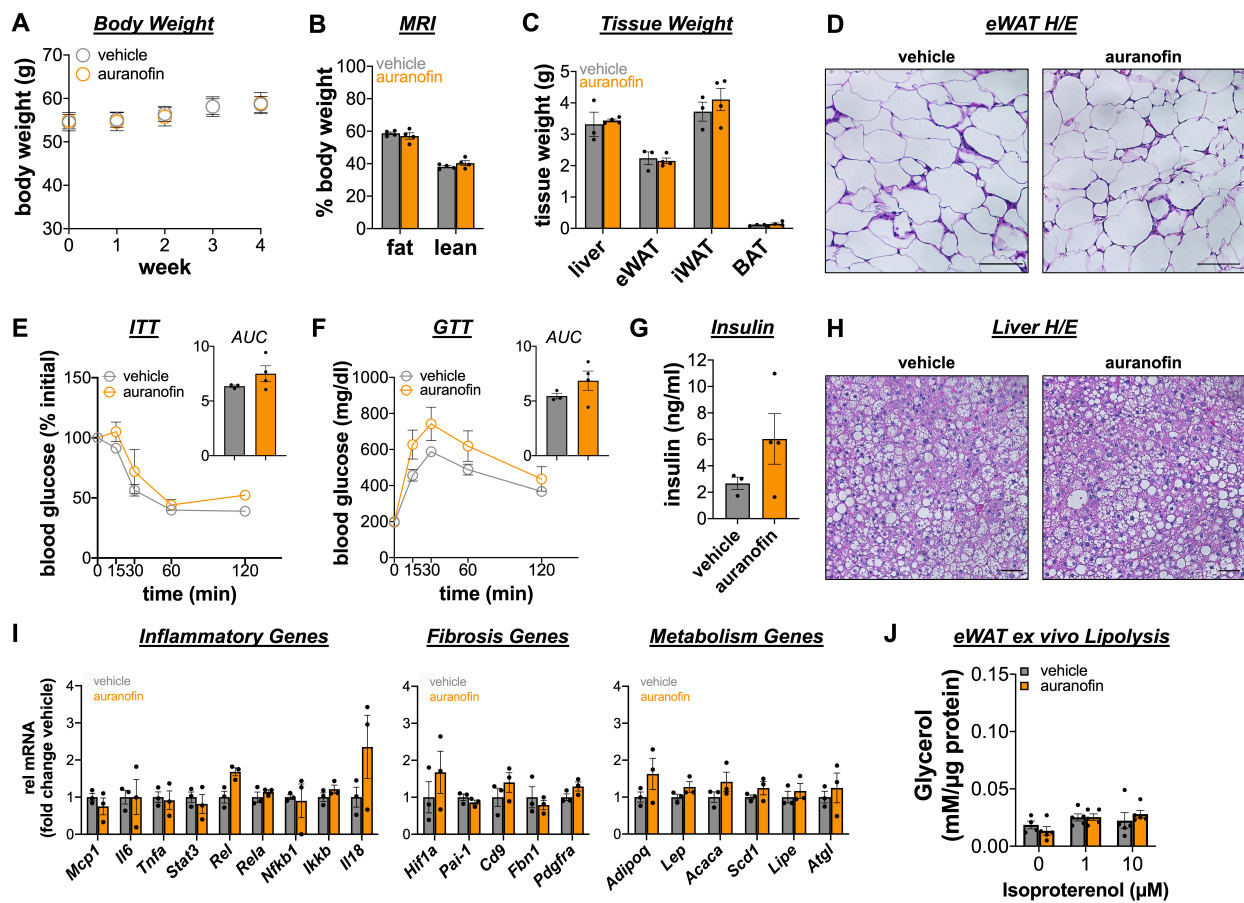 A
Body Weight
vehicle
auranofin
body weight (g)
70
60
50
40
30
0
1
2
3
4
week
B
MRI
vehicle
auranofin
% body weight
100
80
60
40
20
0
fat
lean
C
Tissue Weight
vehicle
auranofin
tissue weight (g)
5
4
3
2
1
0
liver
eWAT
iWAT
BAT
D
eWAT H/E
vehicle
auranofin
E
ITT
AUC
10
5
0
vehicle
auranofin
blood glucose (% initial)
150
100
50
0
0
15
30
60
120
time (min)
F
GTT
AUC
10
5
0
vehicle
auranofin
blood glucose (mg/dl)
1000
800
600
400
200
0
0
15
30
60
120
time (min)
G
Insulin
insulin (ng/ml)
12
10
8
6
4
2
0
vehicle
auranofin
H
Liver H/E
vehicle
auranofin
I
Inflammatory Genes
vehicle
auranofin
rel mRNA
(fold change vehicle)
4
3
2
1
0
Mcp1
Il6
Tnfa
Stat3
Rel
Rela
Nfkb1
Ikkb
Il18
Fibrosis Genes
vehicle
auranofin
4
3
2
1
0
Hif1a
Pai-1
Cd9
Fbn1
Pdgfra
Metabolism Genes
vehicle
auranofin
4
3
2
1
0
Adipoq
Lep
Acaca
Scd1
Lipe
Atgl
J
eWAT ex vivo Lipolysis
vehicle
auranofin
Glycerol
(mM/µg protein)
0.15
0.10
0.05
0.00
0
1
10
Isoproterenol (µM)